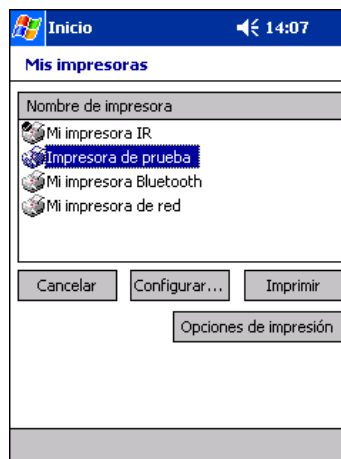 Inicio 14:07
Mis impresoras
Nombre de impresora
Mi impresora IR
Impresora de prueba
Mi impresora Bluetooth
Mi impresora de red
Cancelar Configurar... Imprimir
Opciones de impresión